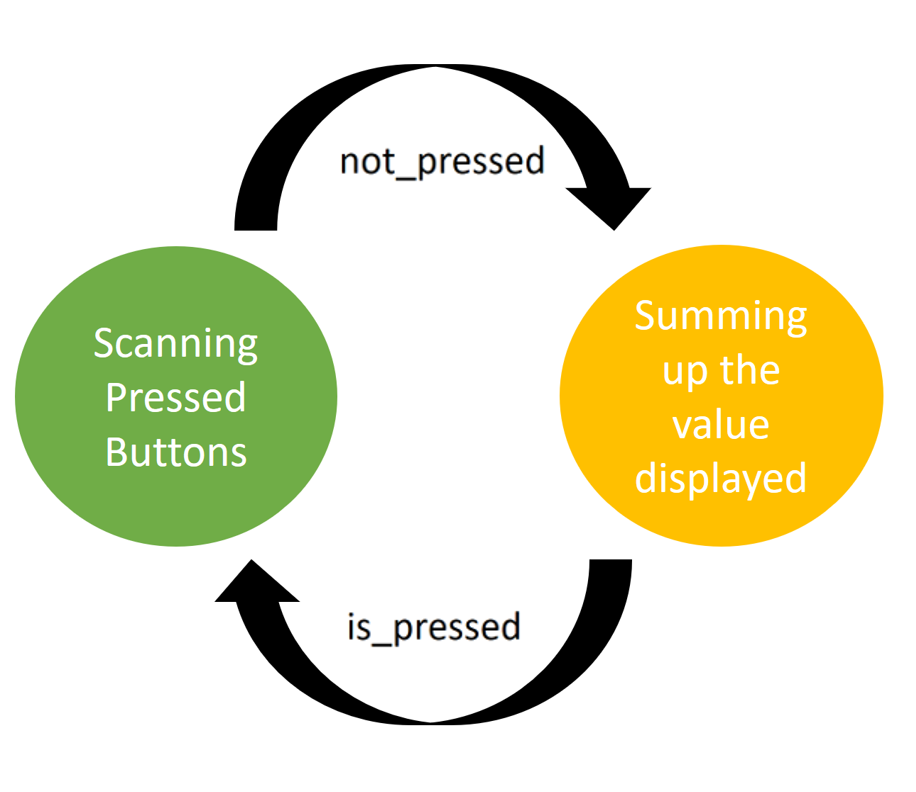 not_pressed
Scanning
Pressed
Buttons
Summing
up the
value
displayed
is_pressed